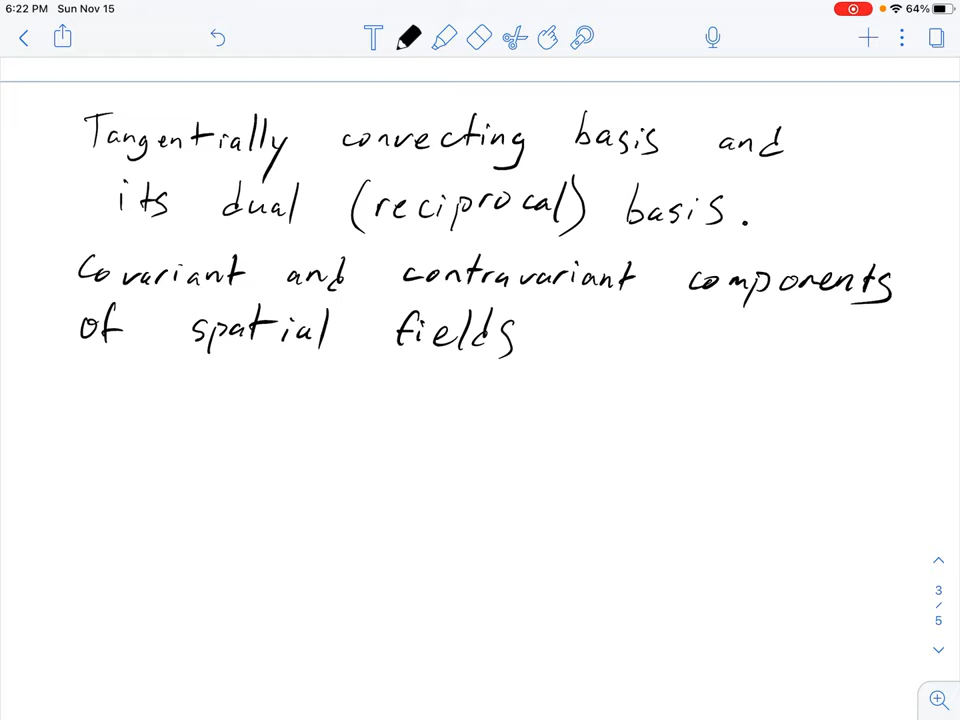 6:22 PM Sun Nov 15
64%
T
Tangentially convecting basis and
its dual (reciprocal) basis.
Covariant and contravariant components
of spatial fields
3
/
5